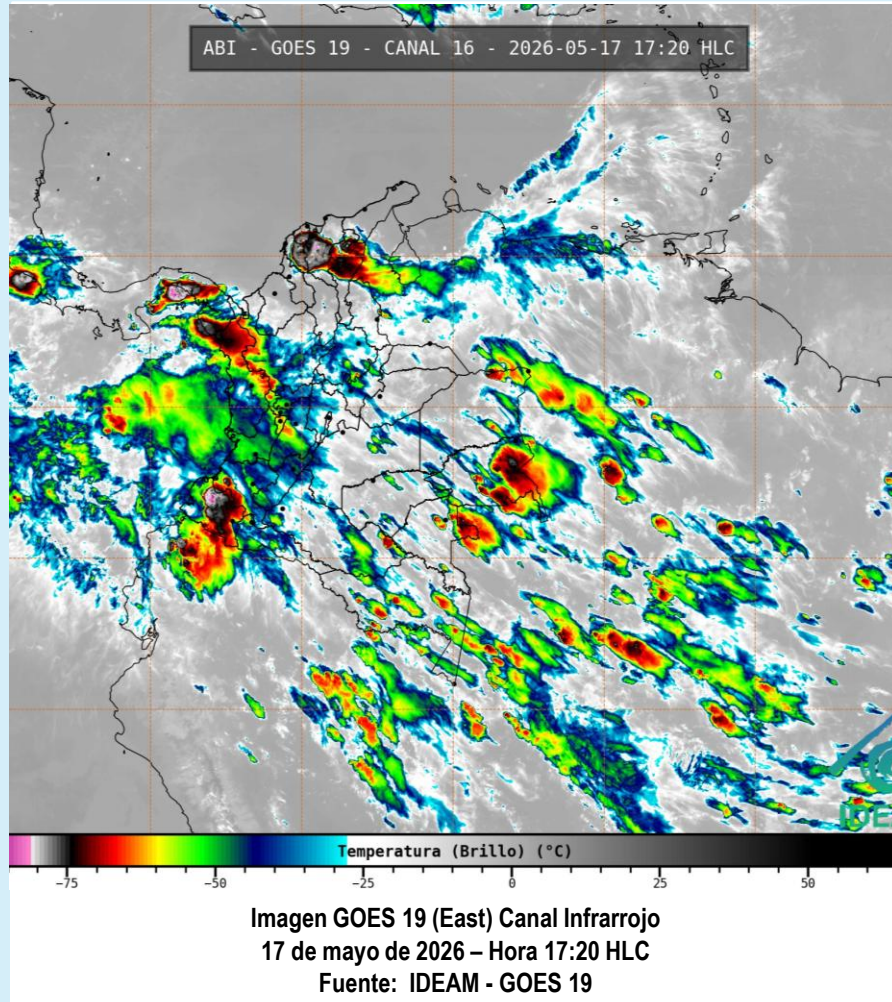 ABI - GOES 19 - CANAL 16 - 2026-05-17 17:20 HLC
Temperatura (Brillo) (°C)
−75 −50 −25 0 25 50
Imagen GOES 19 (East) Canal Infrarrojo
17 de mayo de 2026 – Hora 17:20 HLC
Fuente: IDEAM - GOES 19